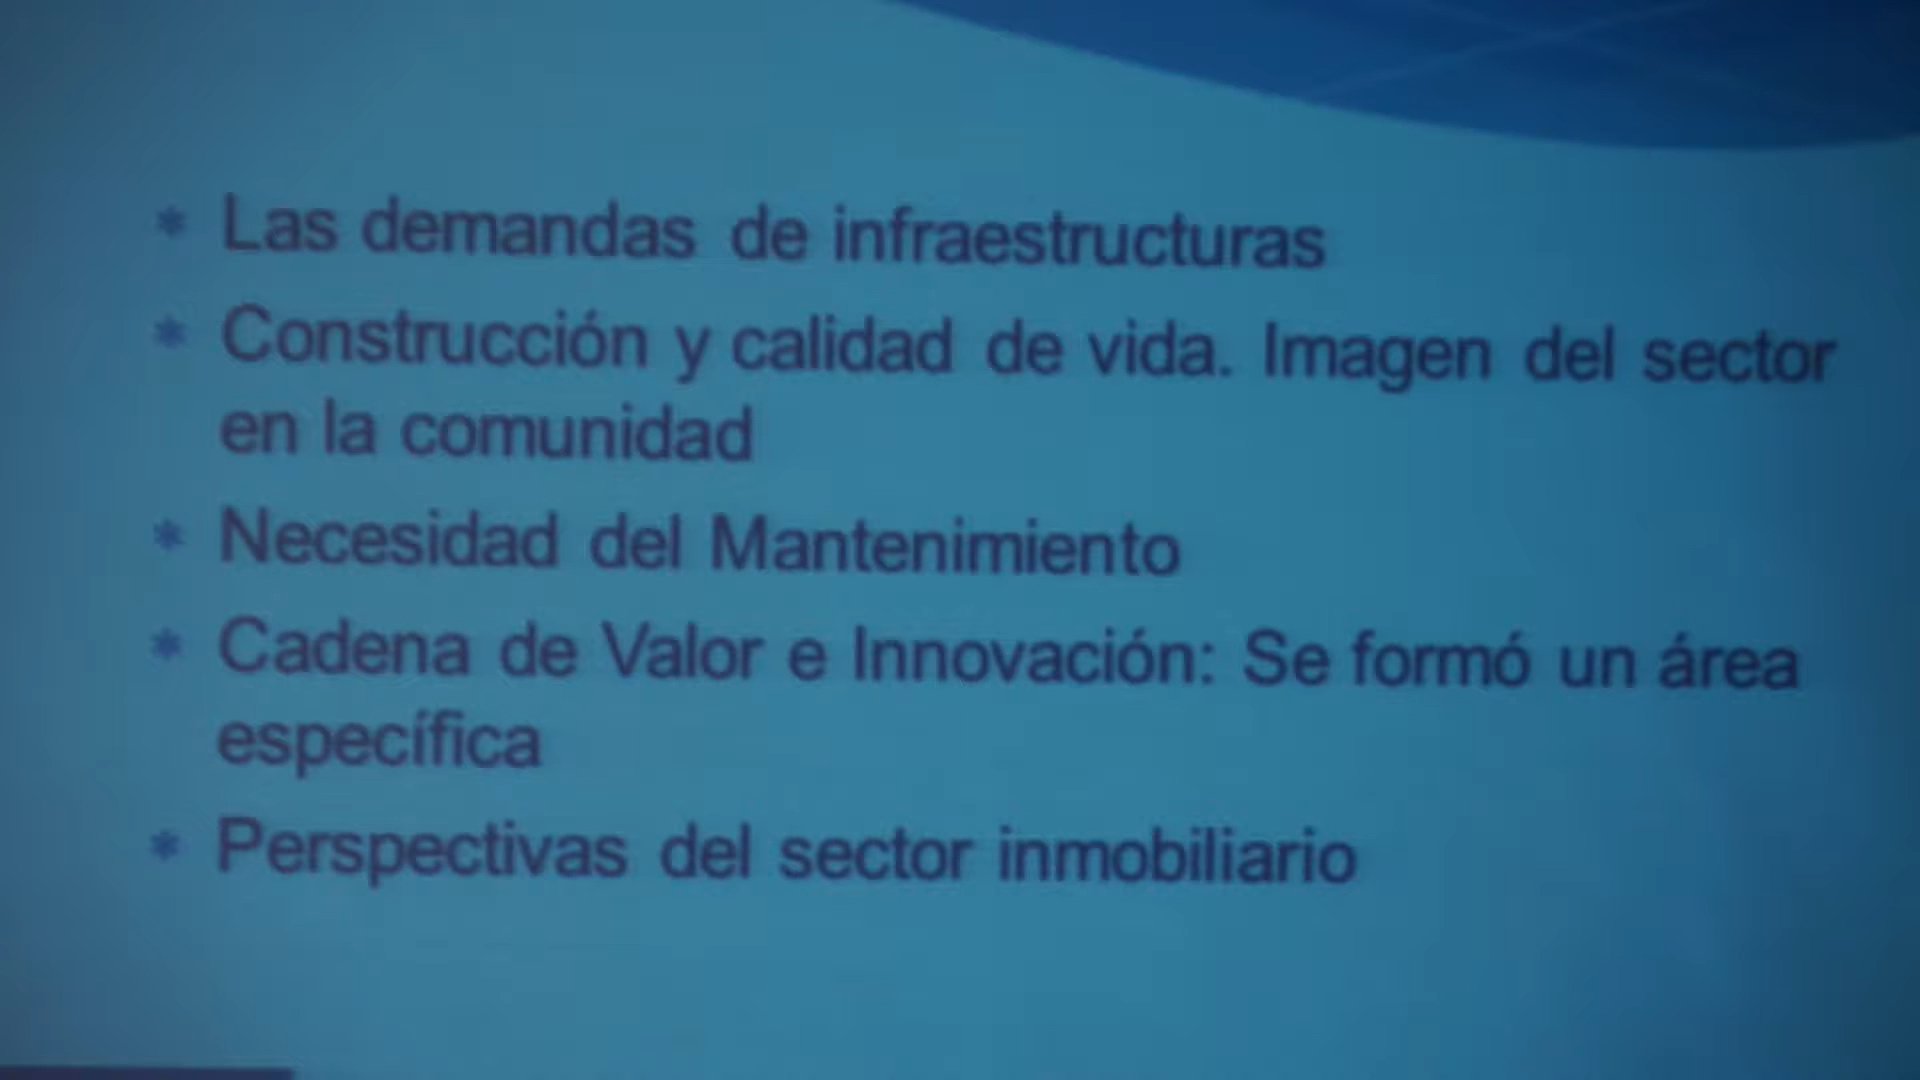 * Las demandas de infraestructuras
* Construcción y calidad de vida. Imagen del sector
en la comunidad
* Necesidad del Mantenimiento
* Cadena de Valor e Innovación: Se formó un área
específica
* Perspectivas del sector inmobiliario